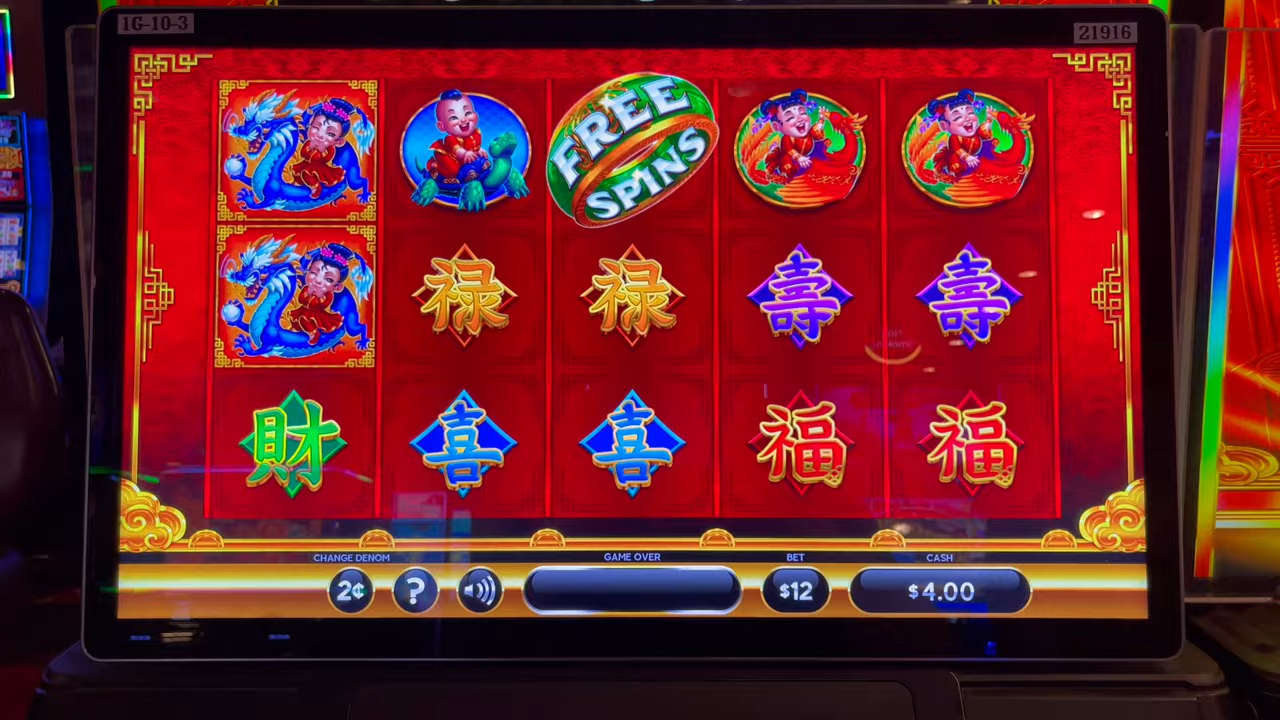 1G-10-3
21916
FREE
SPINS
禄 禄 壽 壽
財 喜 喜 福 福
CHANGE DENOM GAME OVER BET CASH
2¢ ? $12 $4.00